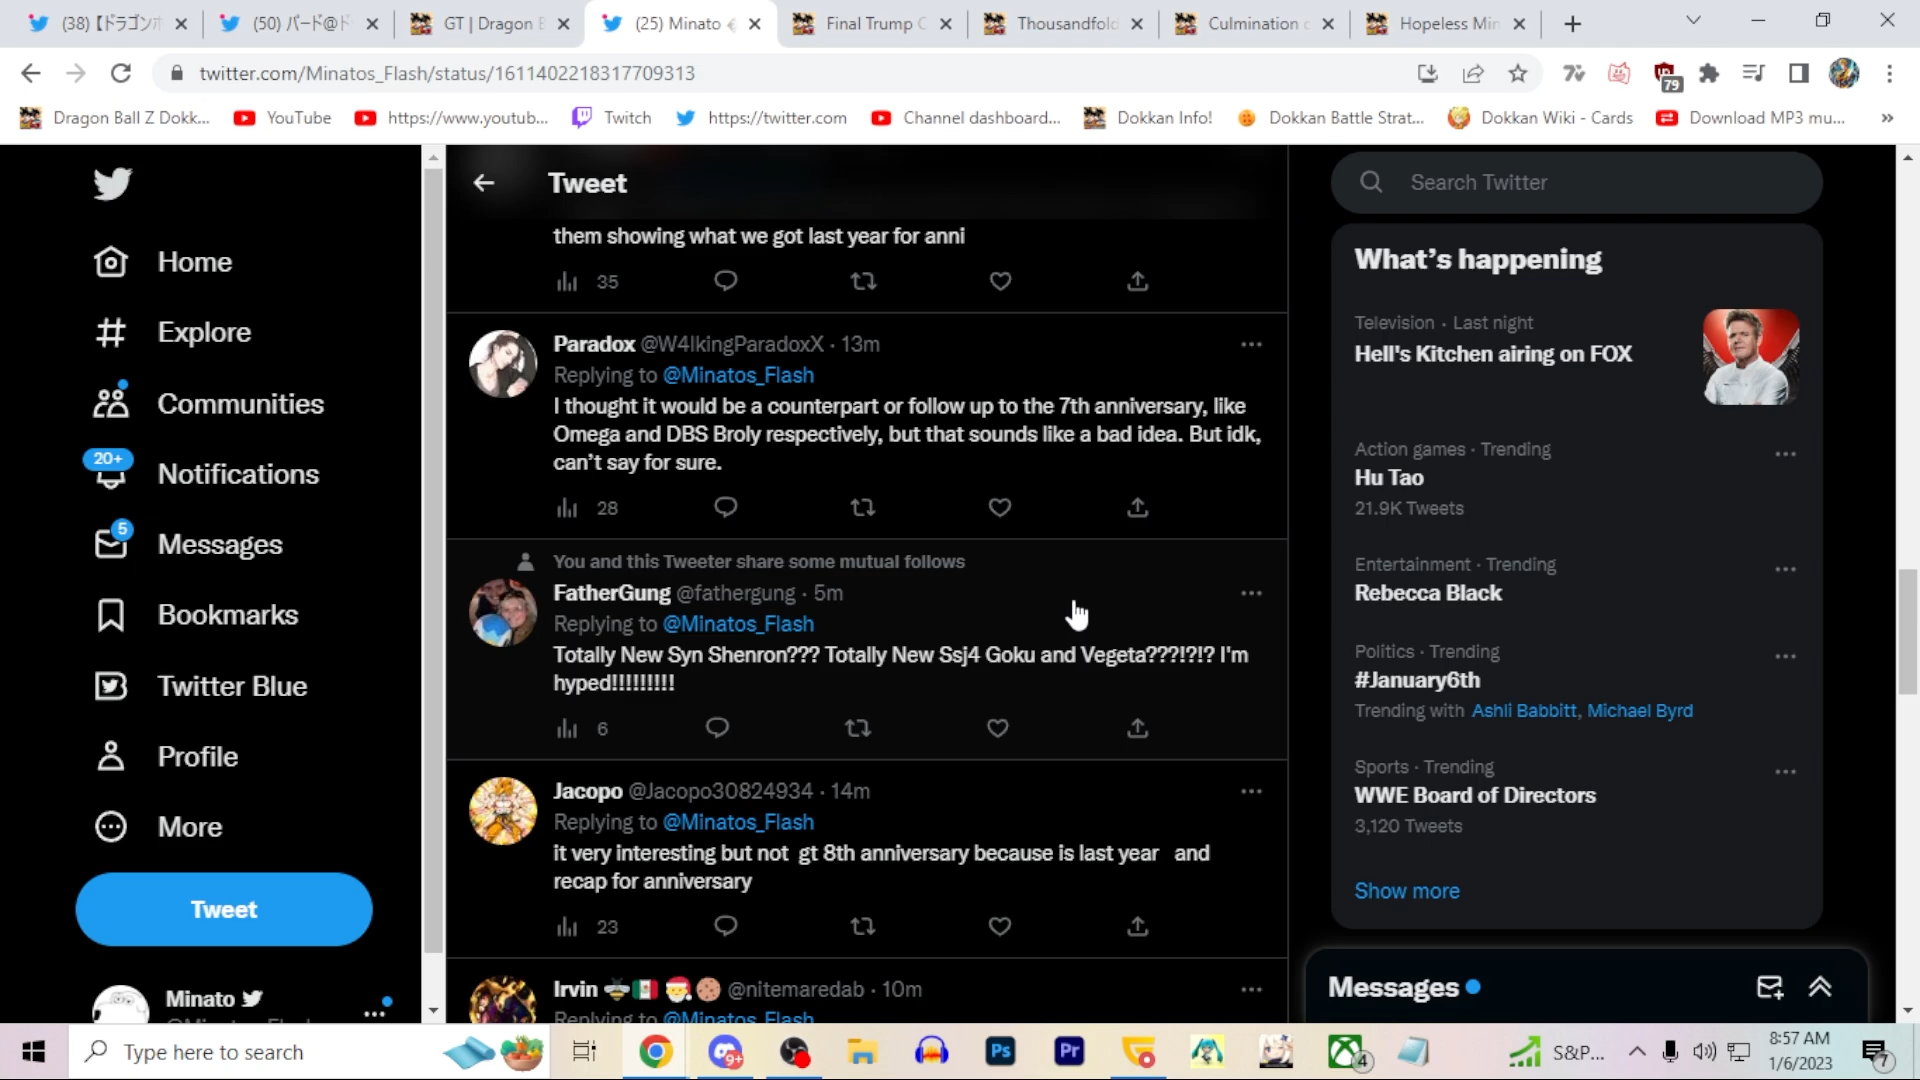 (38)【ドラゴンボ
(50) バード@ド
GT | Dragon B
(25) Minato
Final Trump C
Thousandfold
Culmination o
Hopeless Min
twitter.com/Minatos_Flash/status/1611402218317709313
79
Dragon Ball Z Dokk...
YouTube
https://www.youtub...
Twitch
https://twitter.com
Channel dashboard...
Dokkan Info!
Dokkan Battle Strat...
Dokkan Wiki - Cards
Download MP3 mu...
»
Home
Explore
Communities
20+
Notifications
5
Messages
Bookmarks
Twitter Blue
Profile
More
Tweet
Minato
Tweet
them showing what we got last year for anni
35
Paradox @W4lkingParadoxX · 13m
Replying to @Minatos_Flash
I thought it would be a counterpart or follow up to the 7th anniversary, like
Omega and DBS Broly respectively, but that sounds like a bad idea. But idk,
can't say for sure.
28
You and this Tweeter share some mutual follows
FatherGung @fathergung · 5m
Replying to @Minatos_Flash
Totally New Syn Shenron??? Totally New Ssj4 Goku and Vegeta???!?!? I'm
hyped!!!!!!!!!
6
Jacopo @Jacopo30824934 · 14m
Replying to @Minatos_Flash
it very interesting but not gt 8th anniversary because is last year and
recap for anniversary
23
Irvin @nitemaredab · 10m
Replying to @Minatos_Flash
Search Twitter
What's happening
Television · Last night
Hell's Kitchen airing on FOX
Action games · Trending
Hu Tao
21.9K Tweets
Entertainment · Trending
Rebecca Black
Politics · Trending
#January6th
Trending with Ashli Babbitt, Michael Byrd
Sports · Trending
WWE Board of Directors
3,120 Tweets
Show more
Messages
Type here to search
9+
Ps
Pr
4
S&P...
8:57 AM
1/6/2023
7